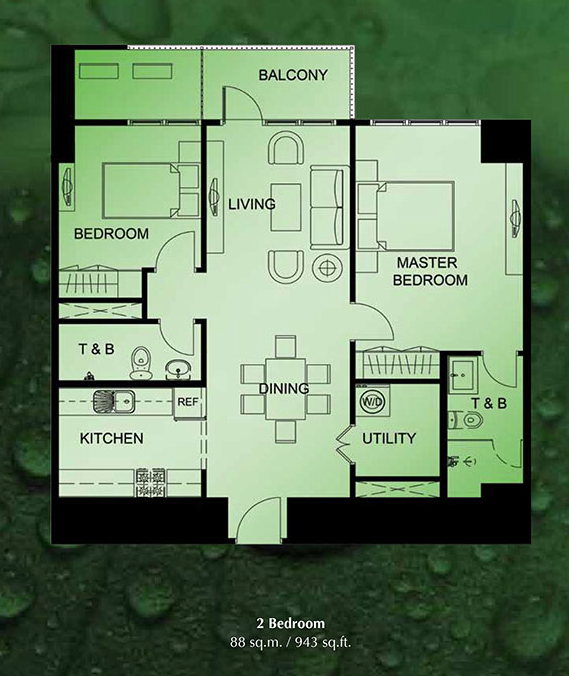 BALCONY
LIVING
BEDROOM
MASTER
BEDROOM
T & B
DINING
REF
W/D
T & B
KITCHEN
UTILITY
2 Bedroom
88 sq.m. / 943 sq.ft.